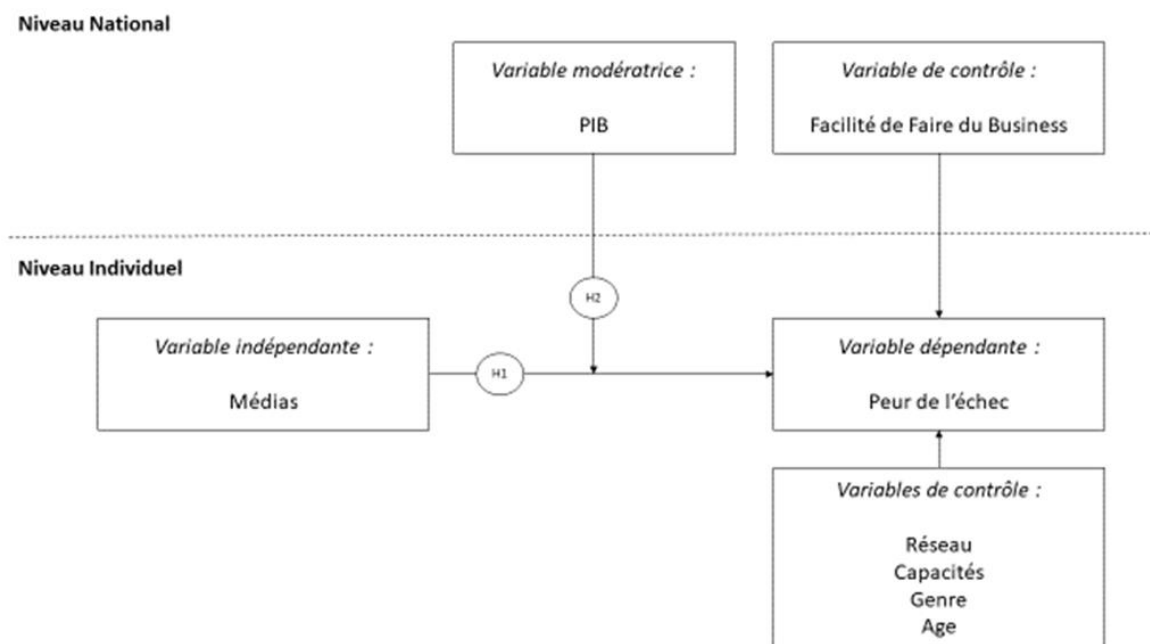 Niveau National
Variable modératrice :
PIB
Variable de contrôle :
Facilité de Faire du Business
Niveau Individuel
H2
Variable indépendante :
Médias
H1
Variable dépendante :
Peur de l'échec
Variables de contrôle :
Réseau
Capacités
Genre
Age